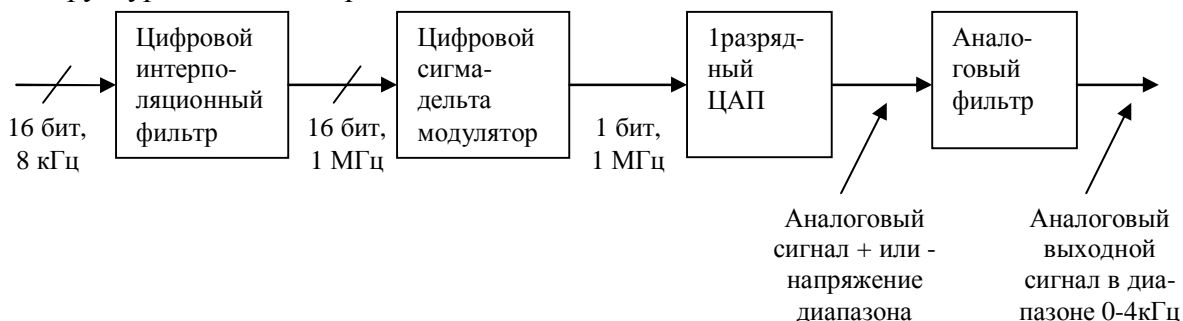 Цифровой
интерпо-
ляционный
фильтр
Цифровой
сигма-
дельта
модулятор
1разряд-
ный
ЦАП
Анало-
говый
фильтр
16 бит,
8 кГц
16 бит,
1 МГц
1 бит,
1 МГц
Аналоговый
сигнал + или -
напряжение
диапазона
Аналоговый
выходной
сигнал в диа-
пазоне 0-4кГц